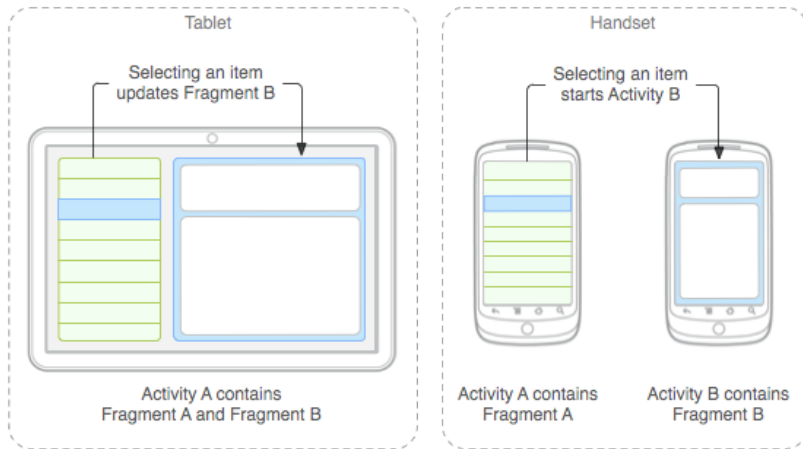 Tablet
Selecting an item
updates Fragment B
Activity A contains
Fragment A and Fragment B
Handset
Selecting an item
starts Activity B
Activity A contains
Fragment A
Activity B contains
Fragment B